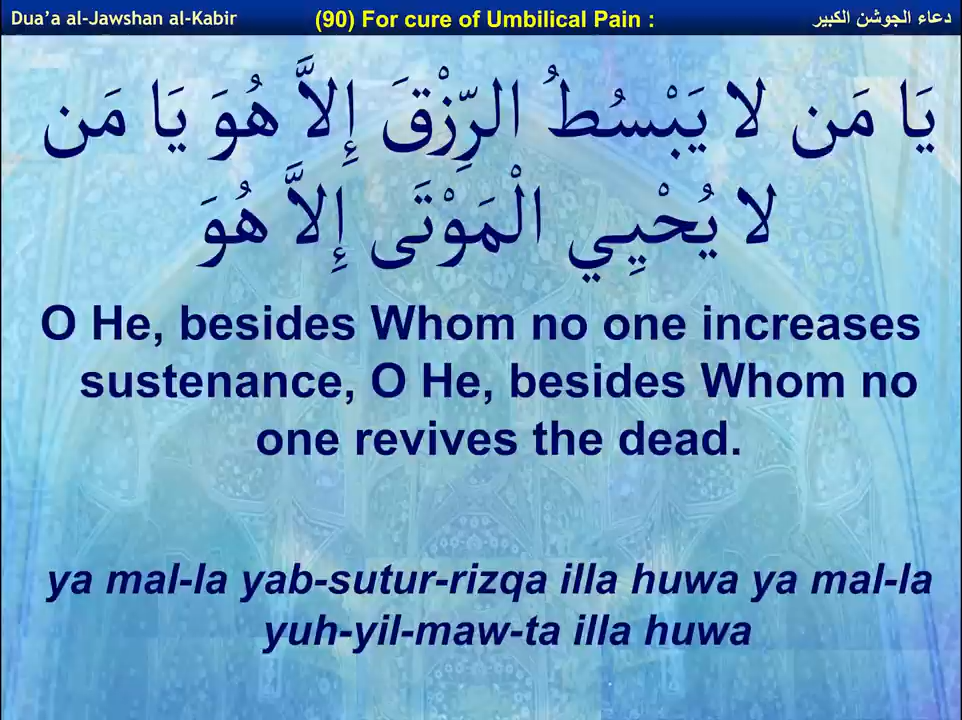 Dua’a al-Jawshan al-Kabir
(90) For cure of Umbilical Pain :
دعاء الجوشن الكبير
يَا مَن لا يَبْسُطُ الرِّزْقَ إِلاَّ هُوَ يَا مَن
لا يُحْيِي الْمَوْتَى إِلاَّ هُوَ
O He, besides Whom no one increases
sustenance, O He, besides Whom no
one revives the dead.
ya mal-la yab-sutur-rizqa illa huwa ya mal-la
yuh-yil-maw-ta illa huwa